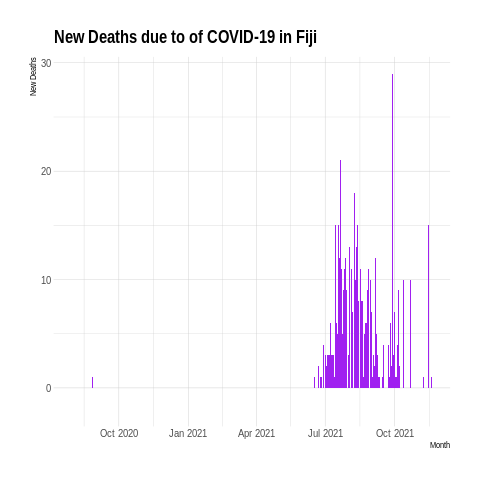 New Deaths due to of COVID-19 in Fiji
New Deaths
30
20
10
0
Oct 2020 Jan 2021 Apr 2021 Jul 2021 Oct 2021
Month